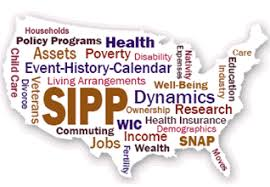 Households
Policy Programs Health
Assets Poverty Disability
Event-History-Calendar
Living Arrangements Well-Being
Child Care
Divorce
Veterans
SIPP
Nativity
Expenses
Care
Education
Industry
Dynamics
Ownership Research
Commuting WIC Health Insurance
Demographics
Jobs Income
Fertility
Wealth SNAP
Moves